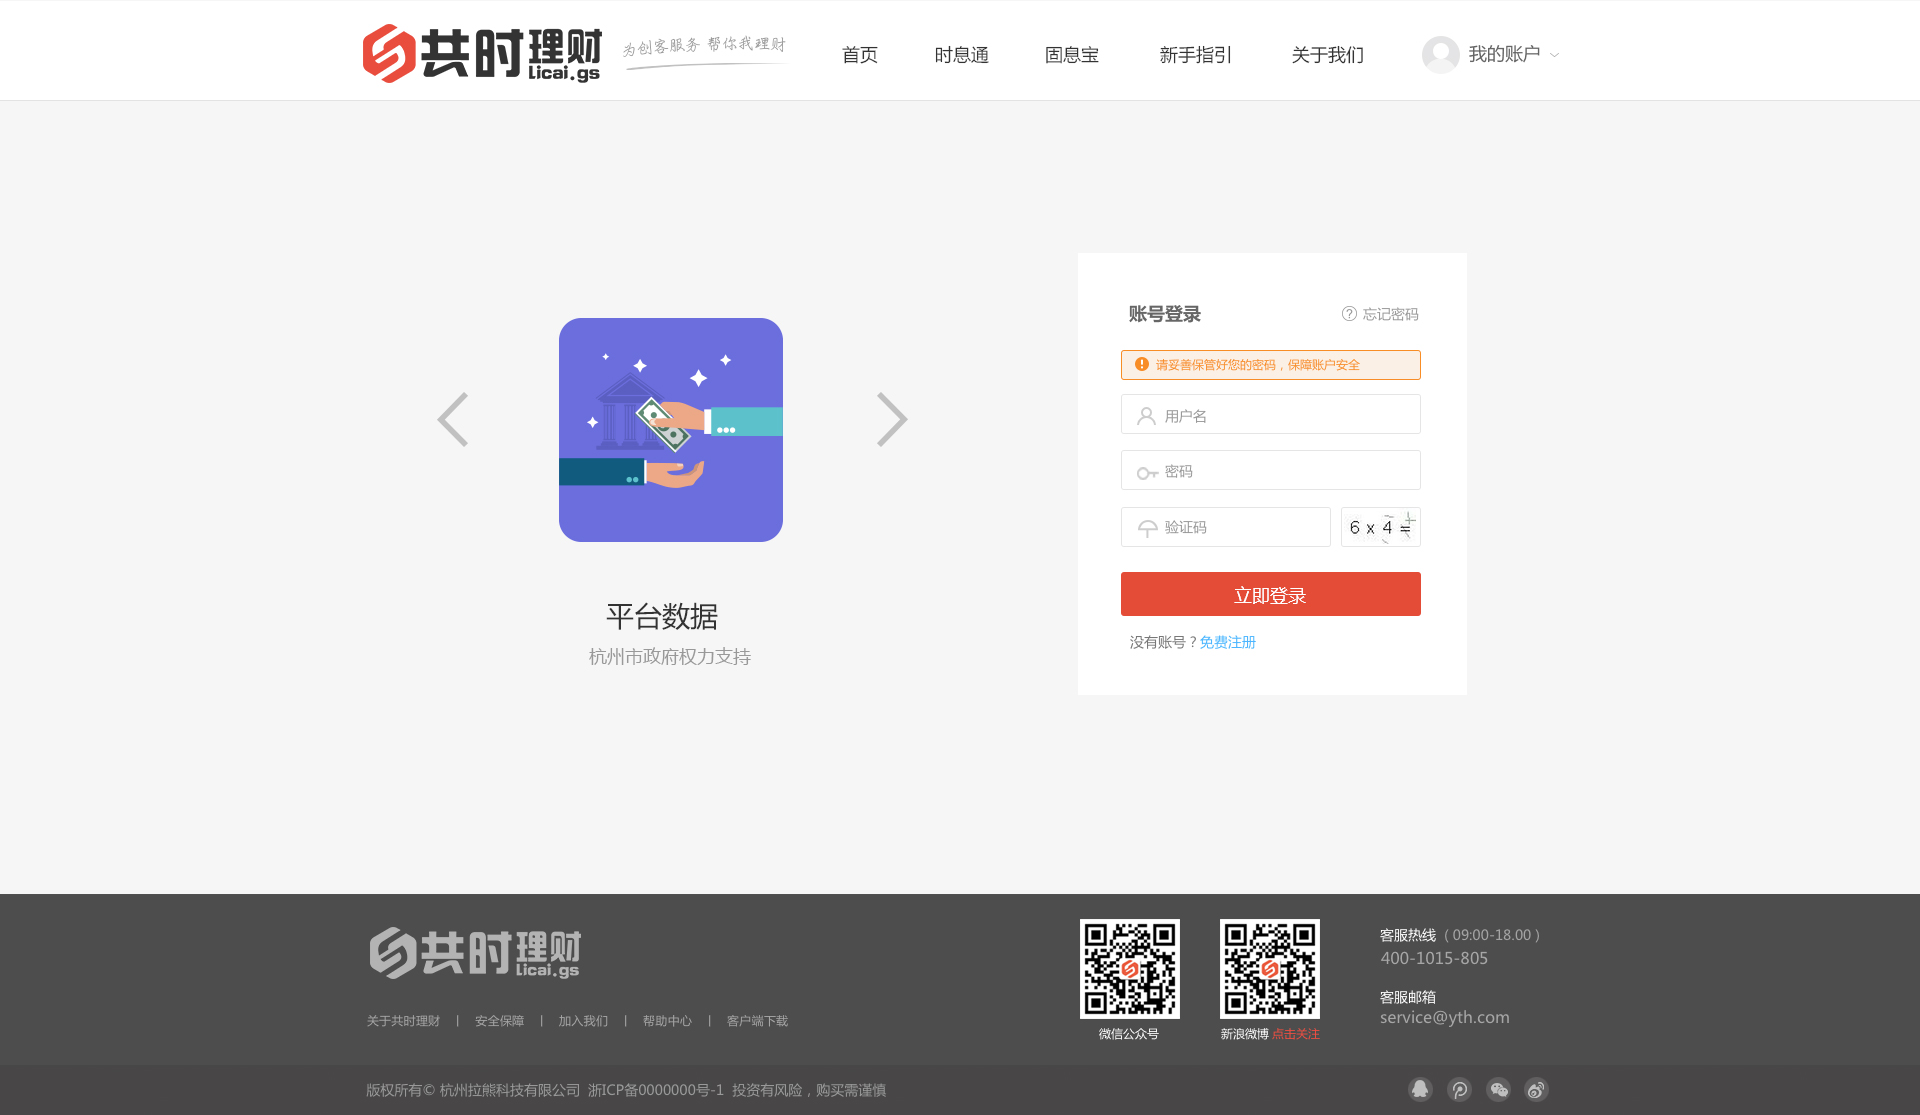 共时理财
Licai.gs
为创客服务 帮你我理财
首页 时息通 固息宝 新手指引 关于我们 我的账户
账号登录 忘记密码
请妥善保管好您的密码，保障账户安全
用户名
密码
验证码 6 x 4 =
立即登录
没有账号？免费注册
平台数据
杭州市政府权力支持
共时理财
Licai.gs
关于共时理财 | 安全保障 | 加入我们 | 帮助中心 | 客户端下载
微信公众号
新浪微博 点击关注
客服热线（09:00-18.00）
400-1015-805
客服邮箱
service@yth.com
版权所有© 杭州拉熊科技有限公司 浙ICP备0000000号-1 投资有风险，购买需谨慎